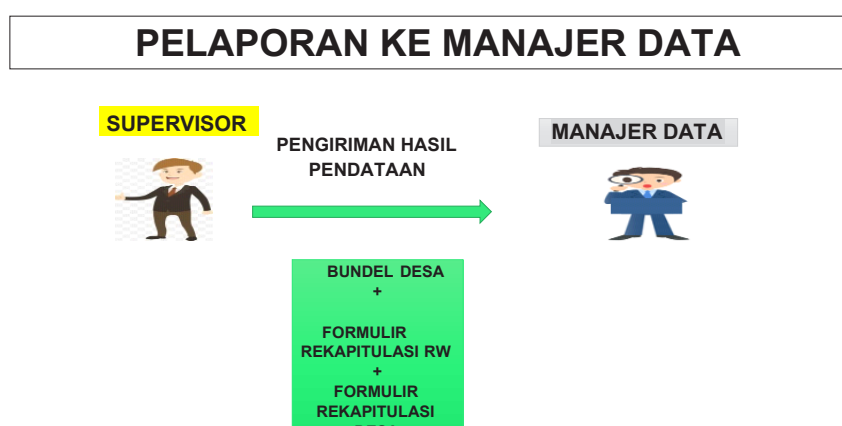 PELAPORAN KE MANAJER DATA
SUPERVISOR
PENGIRIMAN HASIL
PENDATAAN
MANAJER DATA
BUNDEL DESA
+
FORMULIR
REKAPITULASI RW
+
FORMULIR
REKAPITULASI